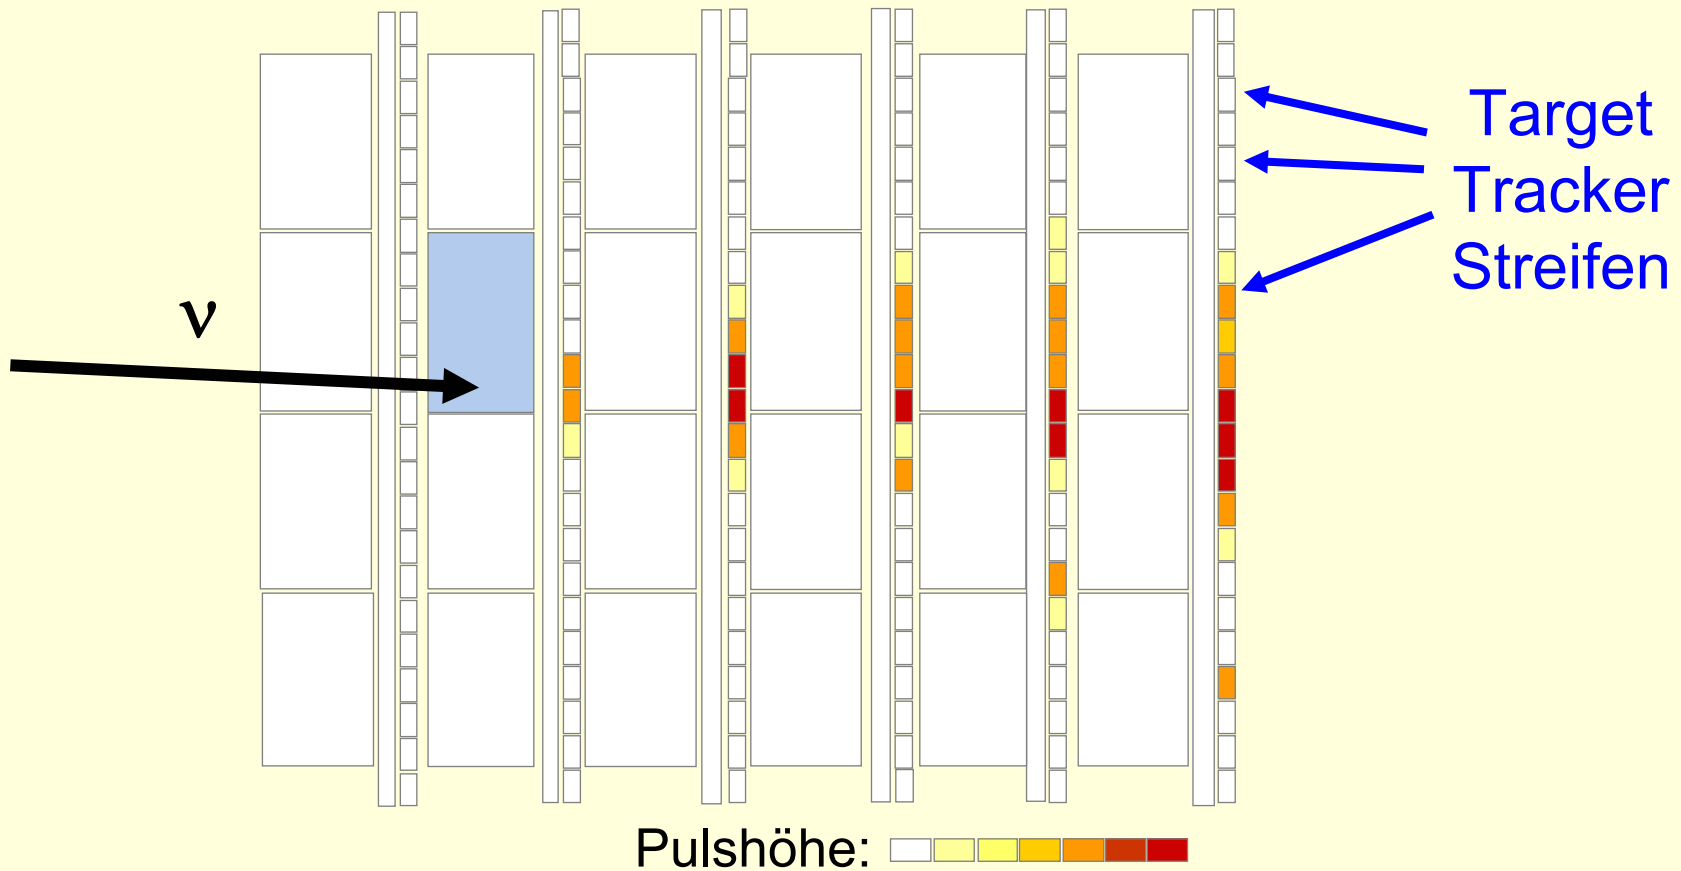 Target
Tracker
Streifen
ν
Pulshöhe: